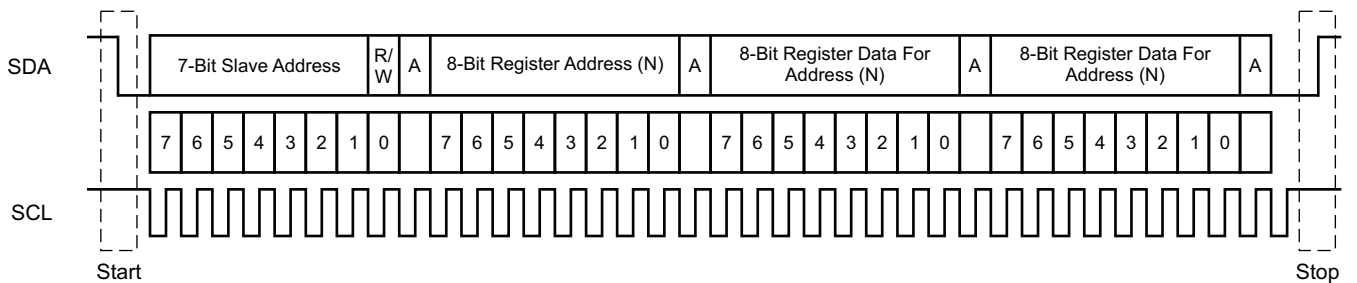 SDA
7-Bit Slave Address
R/
W
A
8-Bit Register Address (N)
A
8-Bit Register Data For
Address (N)
A
8-Bit Register Data For
Address (N)
A
7 6 5 4 3 2 1 0 7 6 5 4 3 2 1 0 7 6 5 4 3 2 1 0 7 6 5 4 3 2 1 0
SCL
Start
Stop